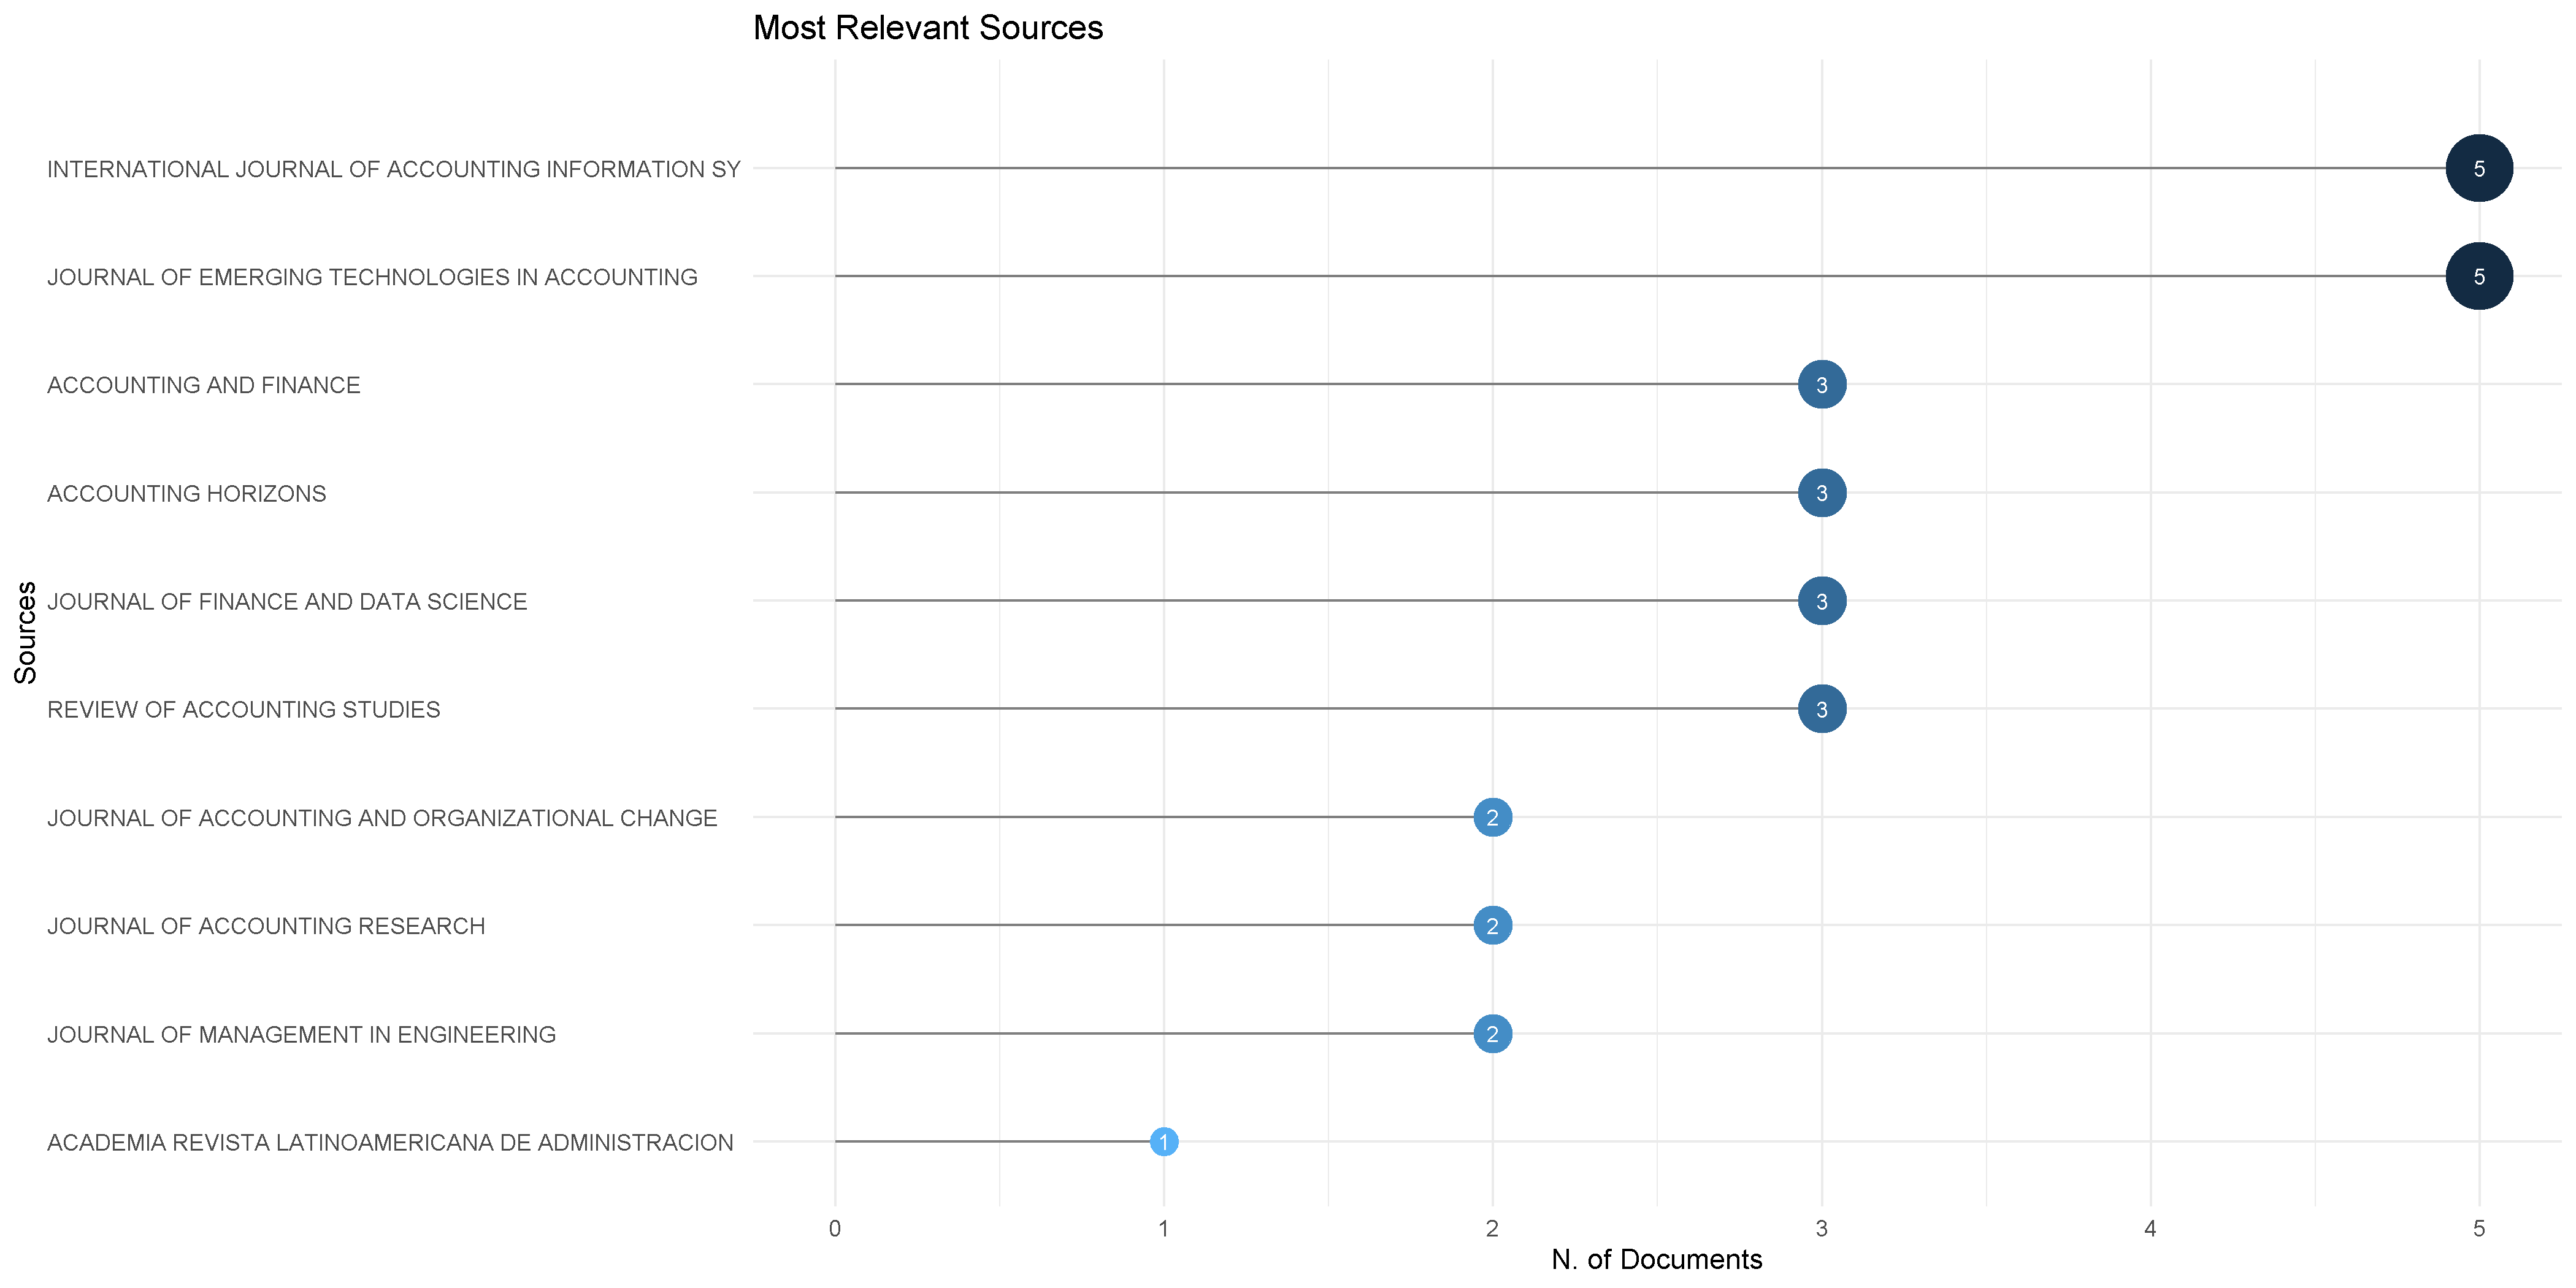 Most Relevant Sources
INTERNATIONAL JOURNAL OF ACCOUNTING INFORMATION SY
5
JOURNAL OF EMERGING TECHNOLOGIES IN ACCOUNTING
5
ACCOUNTING AND FINANCE
3
ACCOUNTING HORIZONS
3
JOURNAL OF FINANCE AND DATA SCIENCE
3
Sources
REVIEW OF ACCOUNTING STUDIES
3
JOURNAL OF ACCOUNTING AND ORGANIZATIONAL CHANGE
2
JOURNAL OF ACCOUNTING RESEARCH
2
JOURNAL OF MANAGEMENT IN ENGINEERING
2
ACADEMIA REVISTA LATINOAMERICANA DE ADMINISTRACION
1
0 1 2 3 4 5
N. of Documents